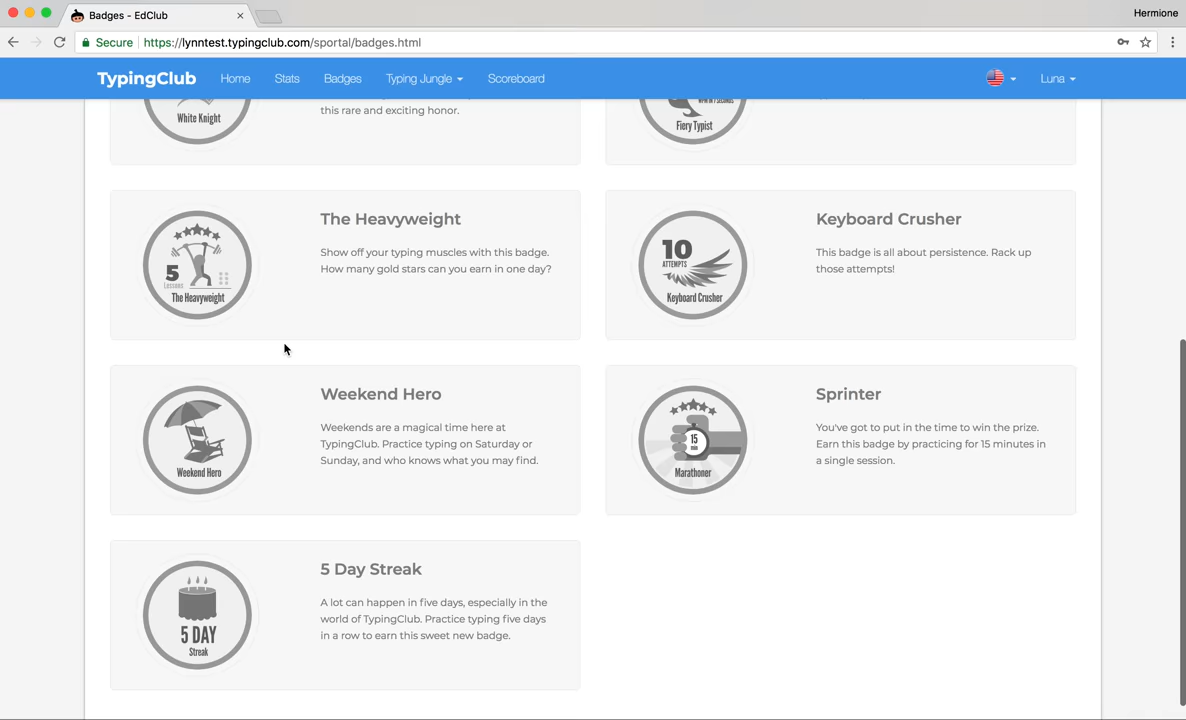 Badges - EdClub
Hermione
Secure https://lynntest.typingclub.com/sportal/badges.html
TypingClub Home Stats Badges Typing Jungle Scoreboard Luna
White Knight
this rare and exciting honor.
Fiery Typist
5
Lessons
The Heavyweight
The Heavyweight
Show off your typing muscles with this badge.
How many gold stars can you earn in one day?
10
ATTEMPTS
Keyboard Crusher
Keyboard Crusher
This badge is all about persistence. Rack up
those attempts!
Weekend Hero
Weekend Hero
Weekends are a magical time here at
TypingClub. Practice typing on Saturday or
Sunday, and who knows what you may find.
15
min
Marathoner
Sprinter
You've got to put in the time to win the prize.
Earn this badge by practicing for 15 minutes in
a single session.
5 DAY
Streak
5 Day Streak
A lot can happen in five days, especially in the
world of TypingClub. Practice typing five days
in a row to earn this sweet new badge.